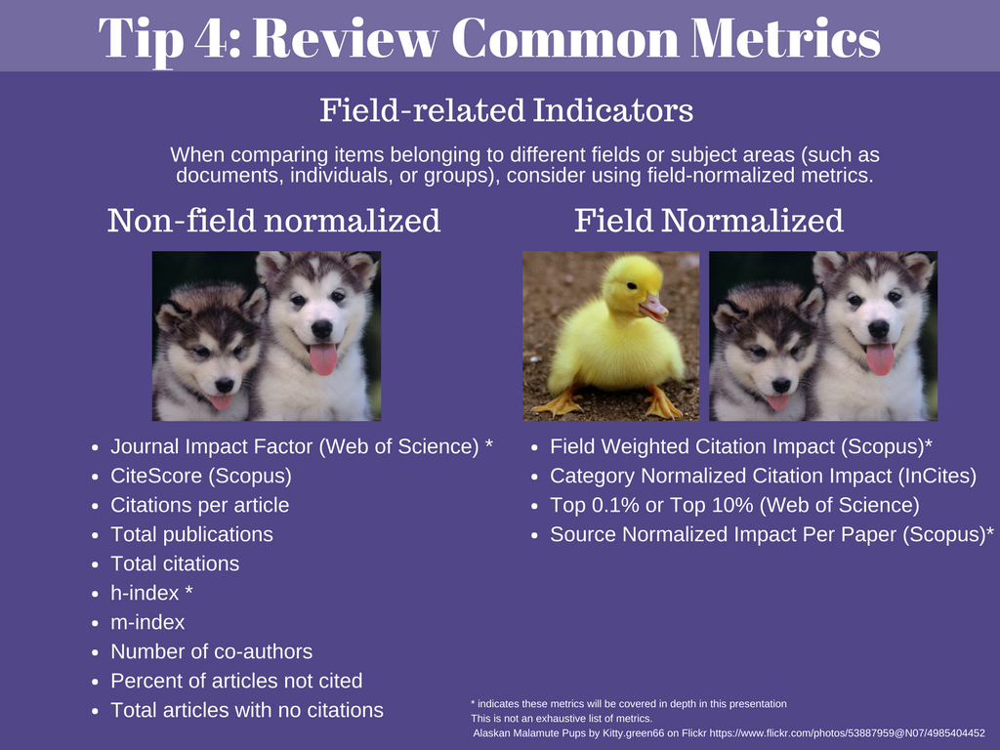 Tip 4: Review Common Metrics
Field-related Indicators
When comparing items belonging to different fields or subject areas (such as
documents, individuals, or groups), consider using field-normalized metrics.
Non-field normalized
• Journal Impact Factor (Web of Science) *
• CiteScore (Scopus)
• Citations per article
• Total publications
• Total citations
• h-index *
• m-index
• Number of co-authors
• Percent of articles not cited
• Total articles with no citations
Field Normalized
• Field Weighted Citation Impact (Scopus)*
• Category Normalized Citation Impact (InCites)
• Top 0.1% or Top 10% (Web of Science)
• Source Normalized Impact Per Paper (Scopus)*
* indicates these metrics will be covered in depth in this presentation
This is not an exhaustive list of metrics.
Alaskan Malamute Pups by Kitty.green66 on Flickr https://www.flickr.com/photos/53887959@N07/4985404452